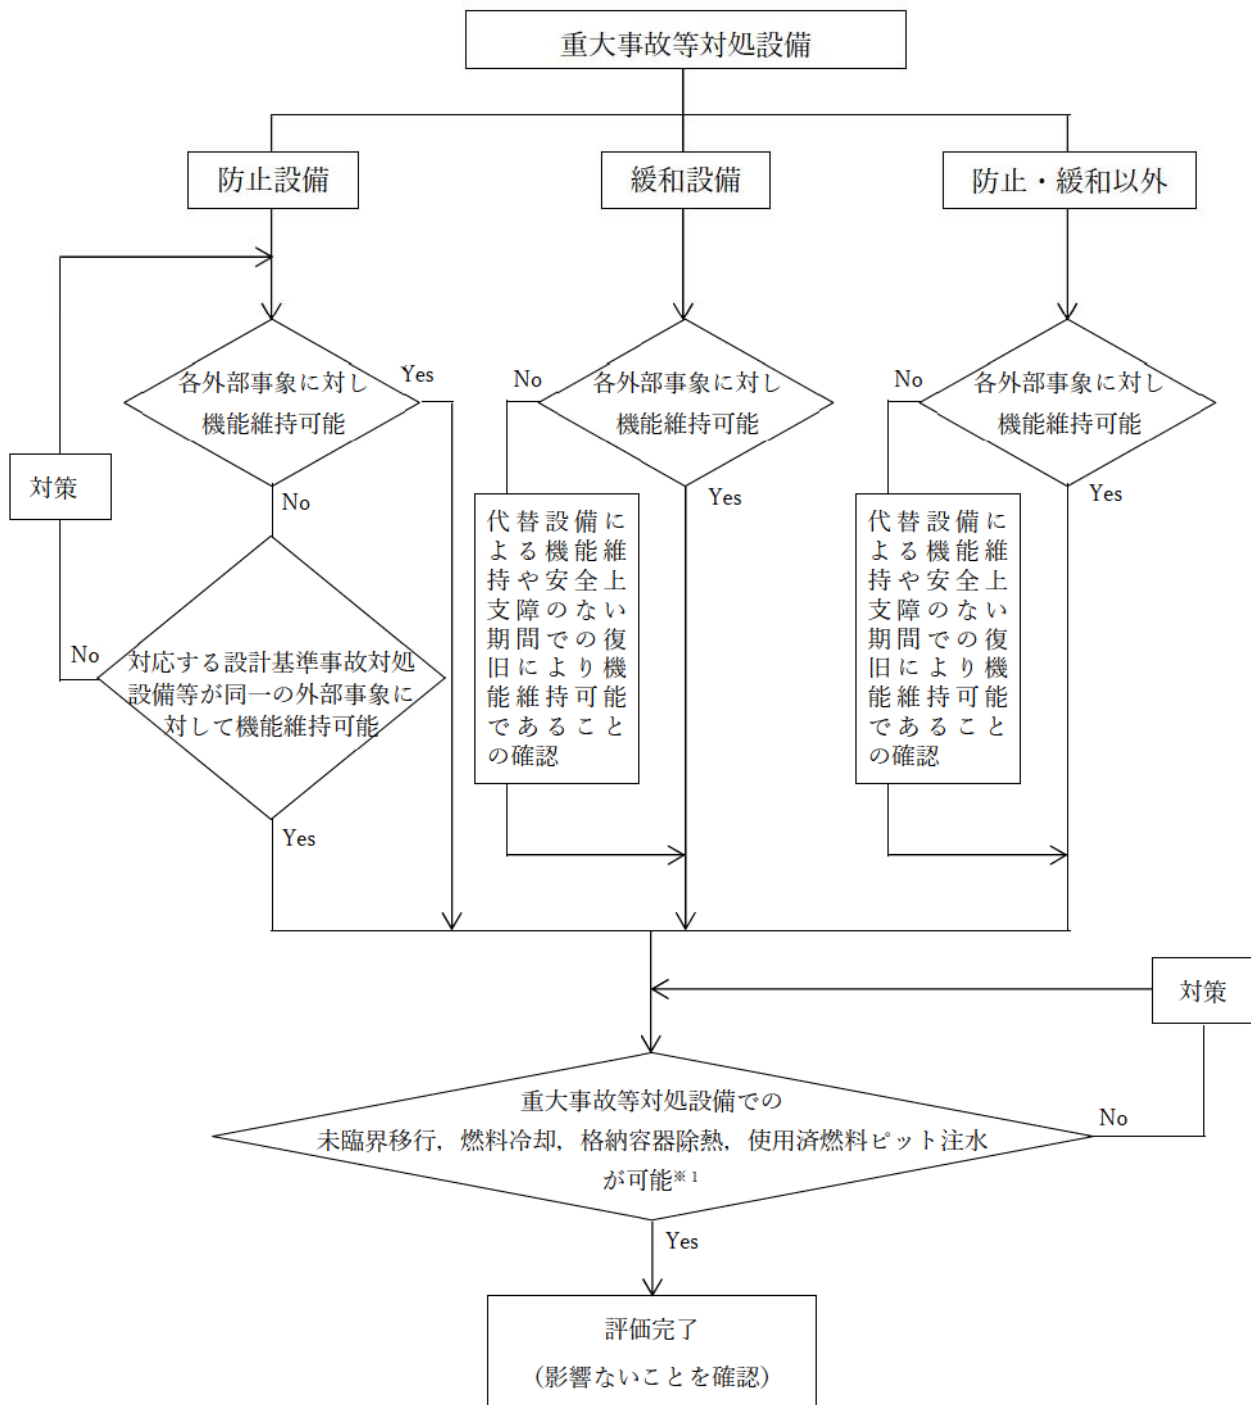 重大事故等対処設備
防止設備
緩和設備
防止・緩和以外
各外部事象に対し
機能維持可能
Yes
No
対策
対応する設計基準事故対処
設備等が同一の外部事象に
対して機能維持可能
No
Yes
各外部事象に対し
機能維持可能
No
Yes
代替設備に
よる機能維
持や安全上
支障のない
期間での復
旧により機
能維持可能
であること
の確認
各外部事象に対し
機能維持可能
No
Yes
代替設備に
よる機能維
持や安全上
支障のない
期間での復
旧により機
能維持可能
であること
の確認
対策
重大事故等対処設備での
未臨界移行，燃料冷却，格納容器除熱，使用済燃料ピット注水
が可能※1
No
Yes
評価完了
（影響ないことを確認）